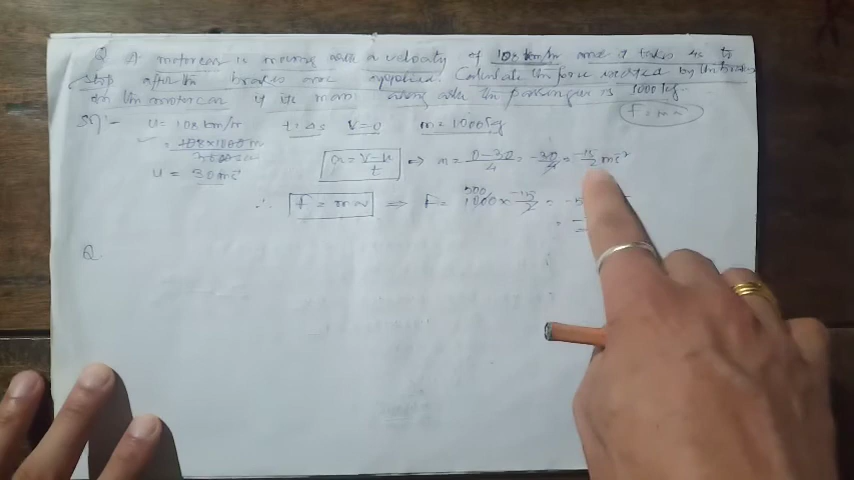 Q A motorcar is moving with a velocity of 108 km/h and it takes 4s to
stop after the brakes are applied. Calculate the force exerted by the brakes
on the motorcar if its mass along with the passenger is 1000 kg.
F = ma
Sol:- u = 108 km/h t = 4s v = 0 m = 1000 kg
= 108 x 1000 m
u = 30 ms⁻¹
a = v-u / t ⇒ a = 0-30 / 4 = -30 / 4 = -15 / 2 ms⁻²
∴ F = ma ⇒ F = 1000 x -15 / 2 =
500
Q